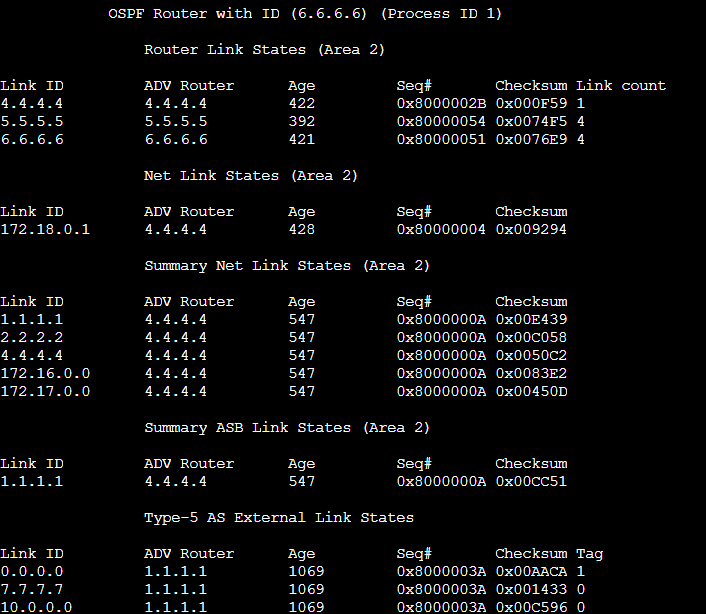 OSPF Router with ID (6.6.6.6) (Process ID 1)
Router Link States (Area 2)
Link ID ADV Router Age Seq# Checksum Link count
4.4.4.4 4.4.4.4 422 0x8000002B 0x000F59 1
5.5.5.5 5.5.5.5 392 0x80000054 0x0074F5 4
6.6.6.6 6.6.6.6 421 0x80000051 0x0076E9 4
Net Link States (Area 2)
Link ID ADV Router Age Seq# Checksum
172.18.0.1 4.4.4.4 428 0x80000004 0x009294
Summary Net Link States (Area 2)
Link ID ADV Router Age Seq# Checksum
1.1.1.1 4.4.4.4 547 0x8000000A 0x00E439
2.2.2.2 4.4.4.4 547 0x8000000A 0x00C058
4.4.4.4 4.4.4.4 547 0x8000000A 0x0050C2
172.16.0.0 4.4.4.4 547 0x8000000A 0x0083E2
172.17.0.0 4.4.4.4 547 0x8000000A 0x00450D
Summary ASB Link States (Area 2)
Link ID ADV Router Age Seq# Checksum
1.1.1.1 4.4.4.4 547 0x8000000A 0x00CC51
Type-5 AS External Link States
Link ID ADV Router Age Seq# Checksum Tag
0.0.0.0 1.1.1.1 1069 0x8000003A 0x00AACA 1
7.7.7.7 1.1.1.1 1069 0x8000003A 0x001433 0
10.0.0.0 1.1.1.1 1069 0x8000003A 0x00C596 0